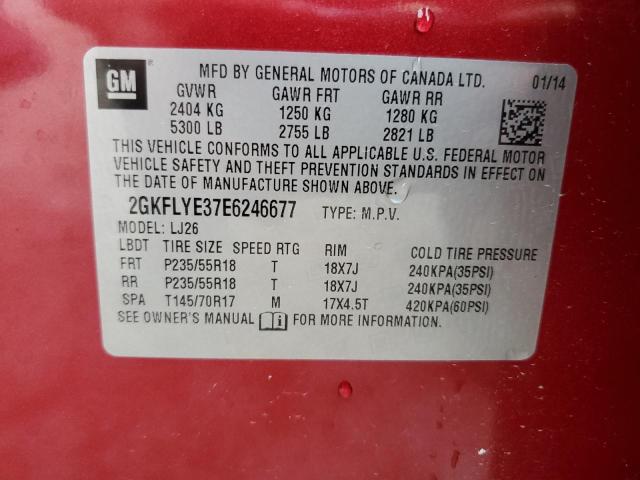 GM ® MFD BY GENERAL MOTORS OF CANADA LTD. 01/14
GVWR GAWR FRT GAWR RR
2404 KG 1250 KG 1280 KG
5300 LB 2755 LB 2821 LB
THIS VEHICLE CONFORMS TO ALL APPLICABLE U.S. FEDERAL MOTOR
VEHICLE SAFETY AND THEFT PREVENTION STANDARDS IN EFFECT ON
THE DATE OF MANUFACTURE SHOWN ABOVE.
2GKFLYE37E6246677 TYPE: M.P.V.
MODEL: LJ26
LBDT TIRE SIZE SPEED RTG RIM COLD TIRE PRESSURE
FRT P235/55R18 T 18X7J 240KPA(35PSI)
RR P235/55R18 T 18X7J 240KPA(35PSI)
SPA T145/70R17 M 17X4.5T 420KPA(60PSI)
SEE OWNER'S MANUAL i FOR MORE INFORMATION.